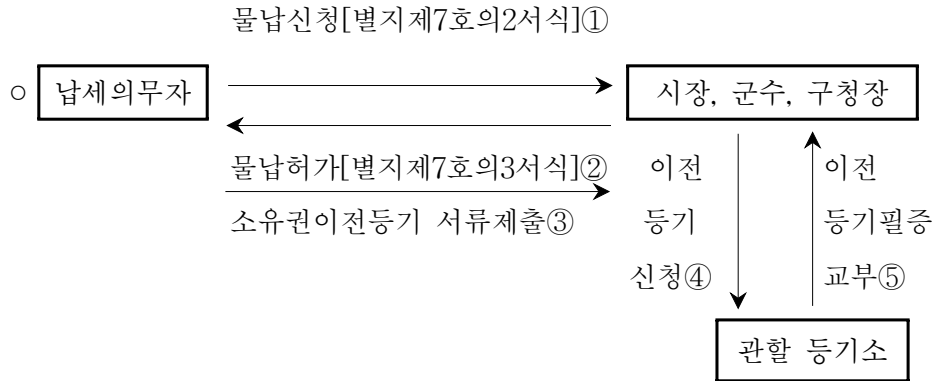 물납신청[별지제7호의2서식]①
○ 납세의무자
시장, 군수, 구청장
물납허가[별지제7호의3서식]②
소유권이전등기 서류제출③
이전
등기
신청④
이전
등기필증
교부⑤
관할 등기소